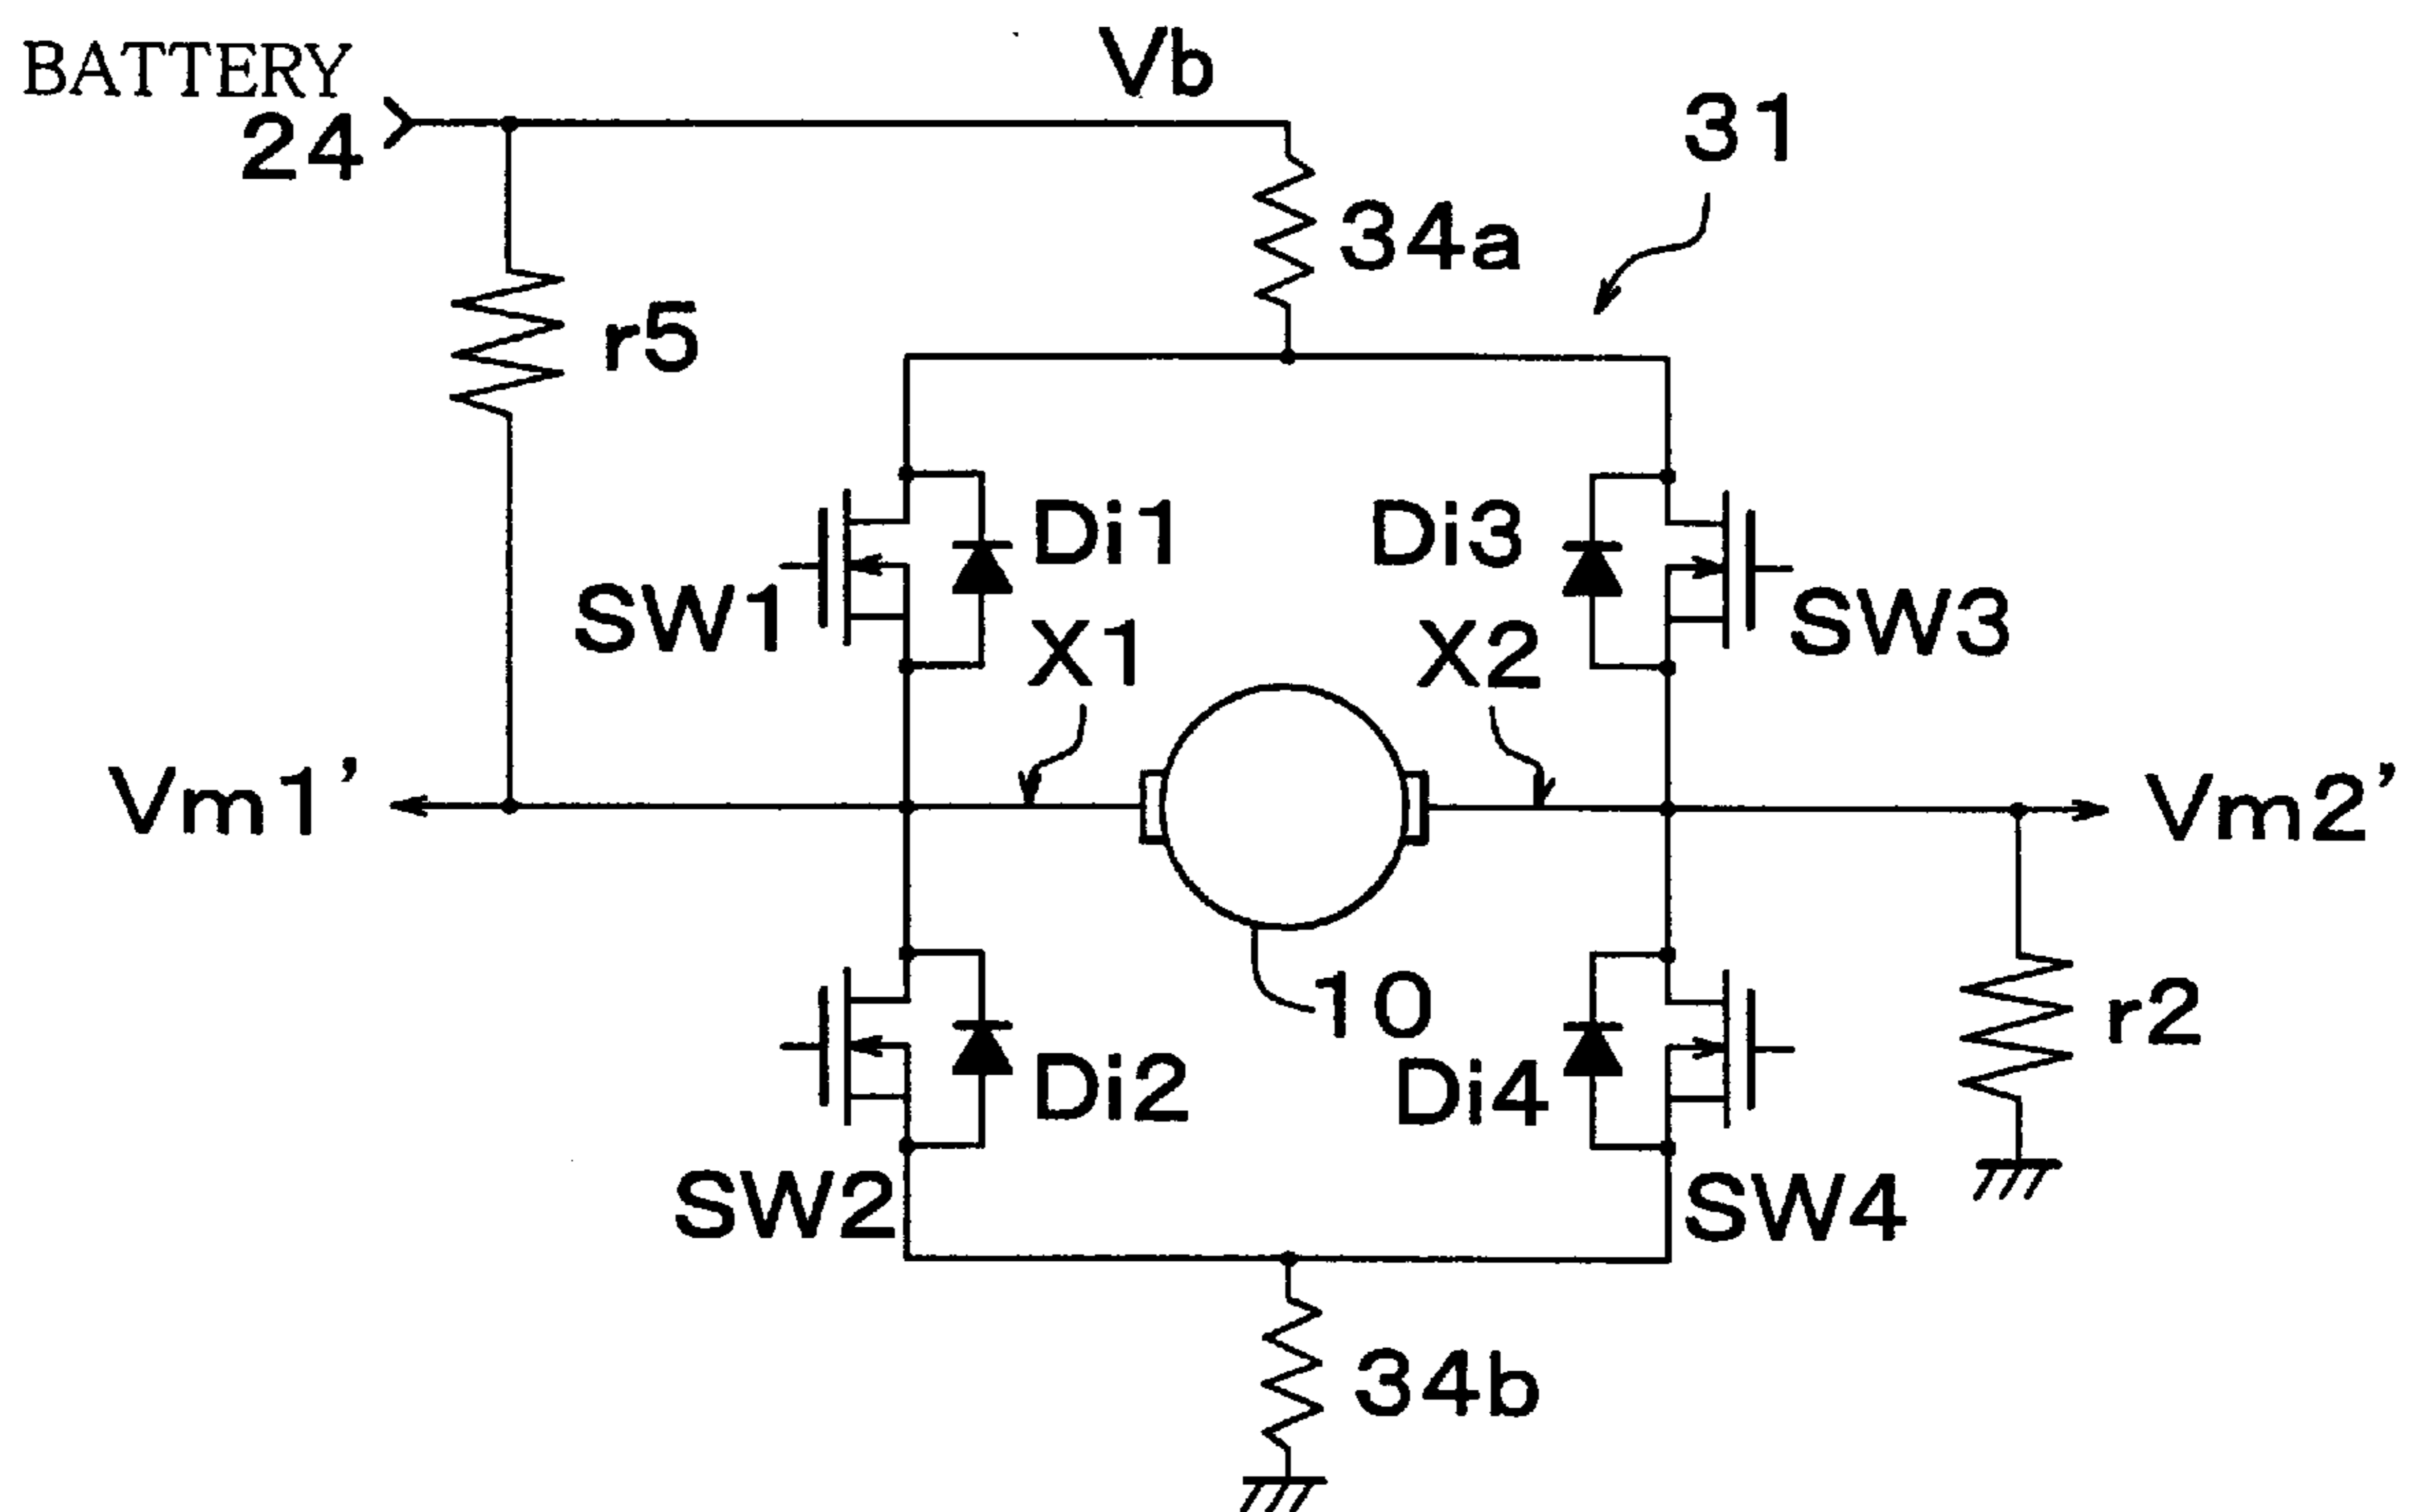 BATTERY
24
Vb
31
34a
r5
Di1
Di3
SW1
SW3
X1
X2
Vm1’
Vm2’
10
r2
Di2
Di4
SW2
SW4
34b